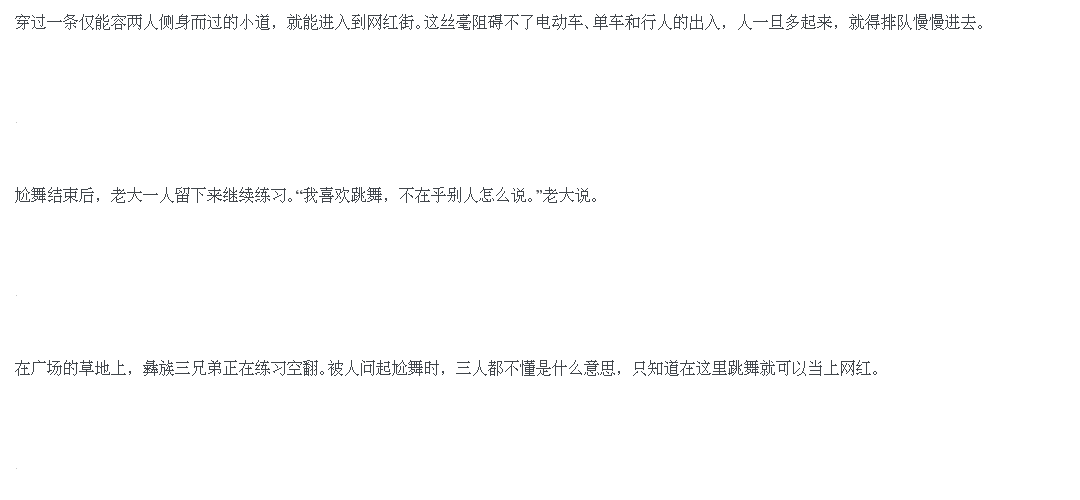 穿过一条仅能容两人侧身而过的小道，就能进入到网红街。这丝毫阻碍不了电动车、单车和行人的出入，人一旦多起来，就得排队慢慢进去。
尬舞结束后，老大一人留下来继续练习。“我喜欢跳舞，不在乎别人怎么说。”老大说。
在广场的草地上，彝族三兄弟正在练习空翻。被人问起尬舞时，三人都不懂是什么意思，只知道在这里跳舞就可以当上网红。